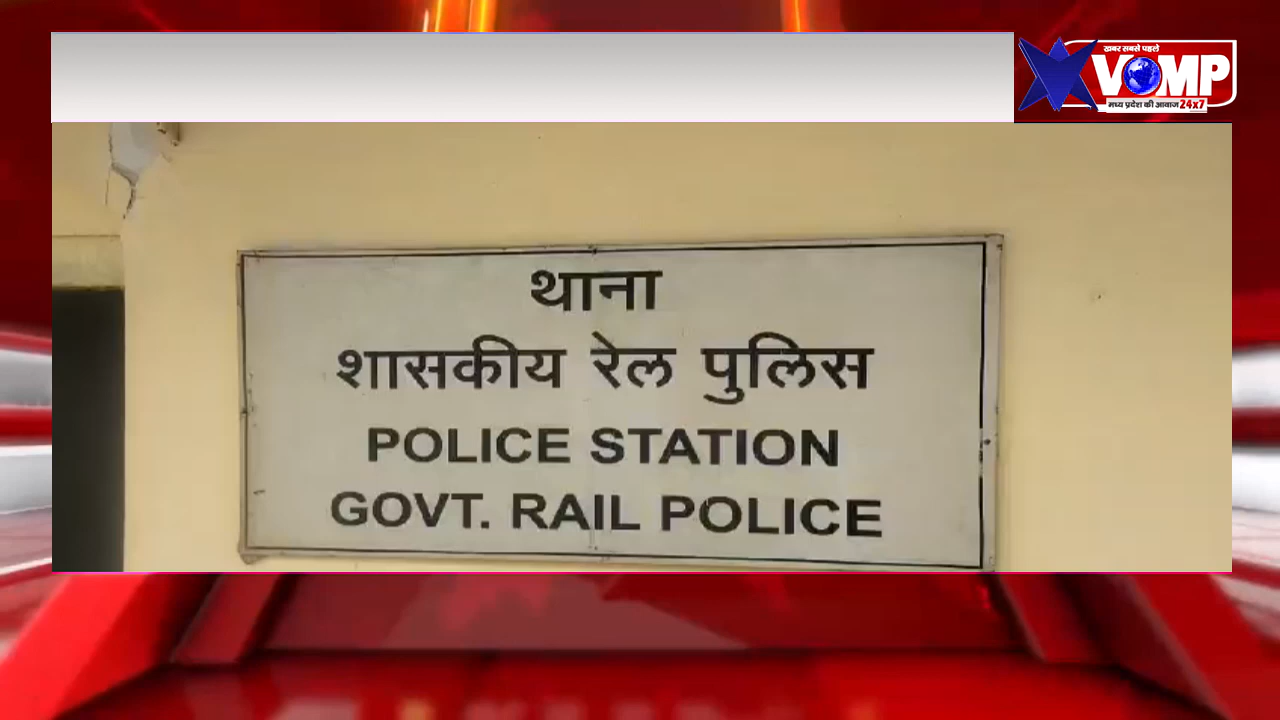 खबर सबसे पहले
VOMP
मध्य प्रदेश की आवाज 24x7
थाना
शासकीय रेल पुलिस
POLICE STATION
GOVT. RAIL POLICE